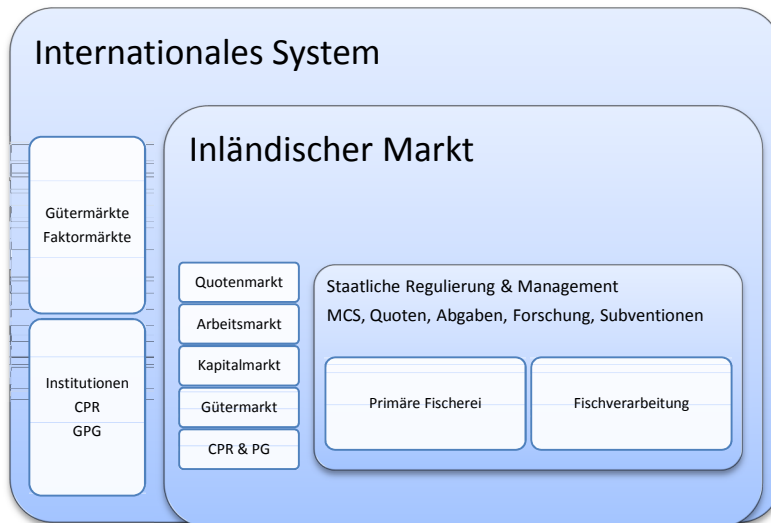 Internationales System
Inländischer Markt
Gütermärkte
Faktormärkte
Institutionen
CPR
GPG
Quotenmarkt
Arbeitsmarkt
Kapitalmarkt
Gütermarkt
CPR & PG
Staatliche Regulierung & Management
MCS, Quoten, Abgaben, Forschung, Subventionen
Primäre Fischerei
Fischverarbeitung